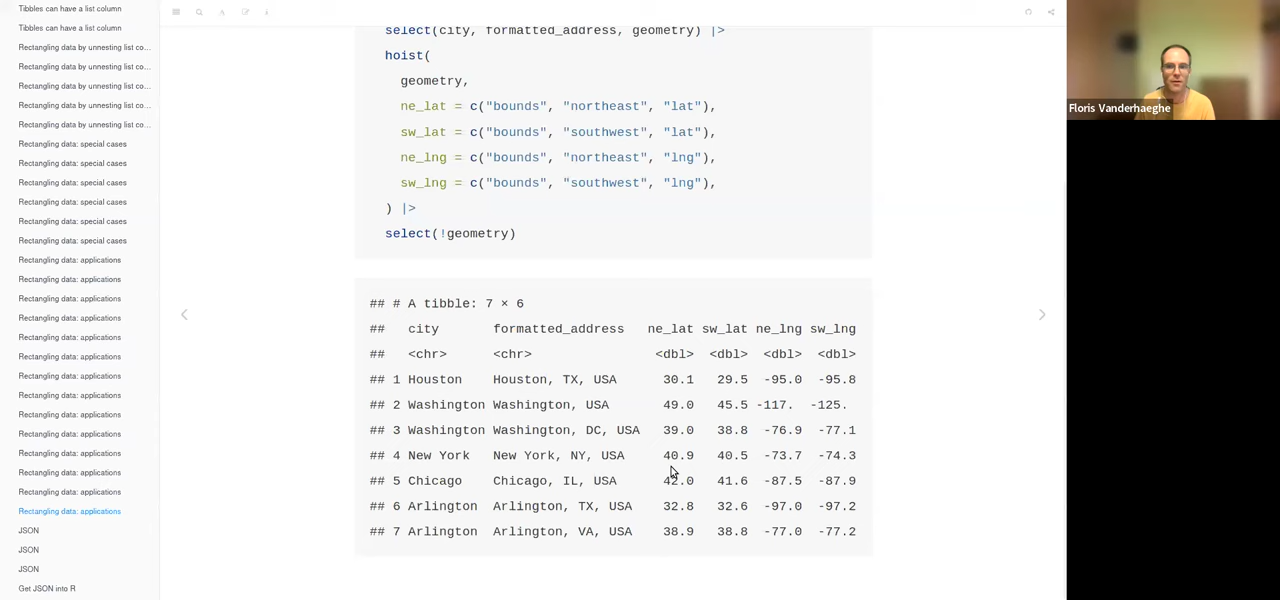 Tibbles can have a list column
Tibbles can have a list column
Rectangling data by unnesting list co...
Rectangling data by unnesting list co...
Rectangling data by unnesting list co...
Rectangling data by unnesting list co...
Rectangling data by unnesting list co...
Rectangling data: special cases
Rectangling data: special cases
Rectangling data: special cases
Rectangling data: special cases
Rectangling data: special cases
Rectangling data: special cases
Rectangling data: applications
Rectangling data: applications
Rectangling data: applications
Rectangling data: applications
Rectangling data: applications
Rectangling data: applications
Rectangling data: applications
Rectangling data: applications
Rectangling data: applications
Rectangling data: applications
Rectangling data: applications
Rectangling data: applications
Rectangling data: applications
Rectangling data: applications
JSON
JSON
JSON
Get JSON into R
select(city, formatted_address, geometry) |>
hoist(
geometry,
ne_lat = c("bounds", "northeast", "lat"),
sw_lat = c("bounds", "southwest", "lat"),
ne_lng = c("bounds", "northeast", "lng"),
sw_lng = c("bounds", "southwest", "lng"),
) |>
select(!geometry)
## # A tibble: 7 × 6
## city formatted_address ne_lat sw_lat ne_lng sw_lng
## <chr> <chr> <dbl> <dbl> <dbl> <dbl>
## 1 Houston Houston, TX, USA 30.1 29.5 -95.0 -95.8
## 2 Washington Washington, USA 49.0 45.5 -117. -125.
## 3 Washington Washington, DC, USA 39.0 38.8 -76.9 -77.1
## 4 New York New York, NY, USA 40.9 40.5 -73.7 -74.3
## 5 Chicago Chicago, IL, USA 42.0 41.6 -87.5 -87.9
## 6 Arlington Arlington, TX, USA 32.8 32.6 -97.0 -97.2
## 7 Arlington Arlington, VA, USA 38.9 38.8 -77.0 -77.2
Floris Vanderhaeghe